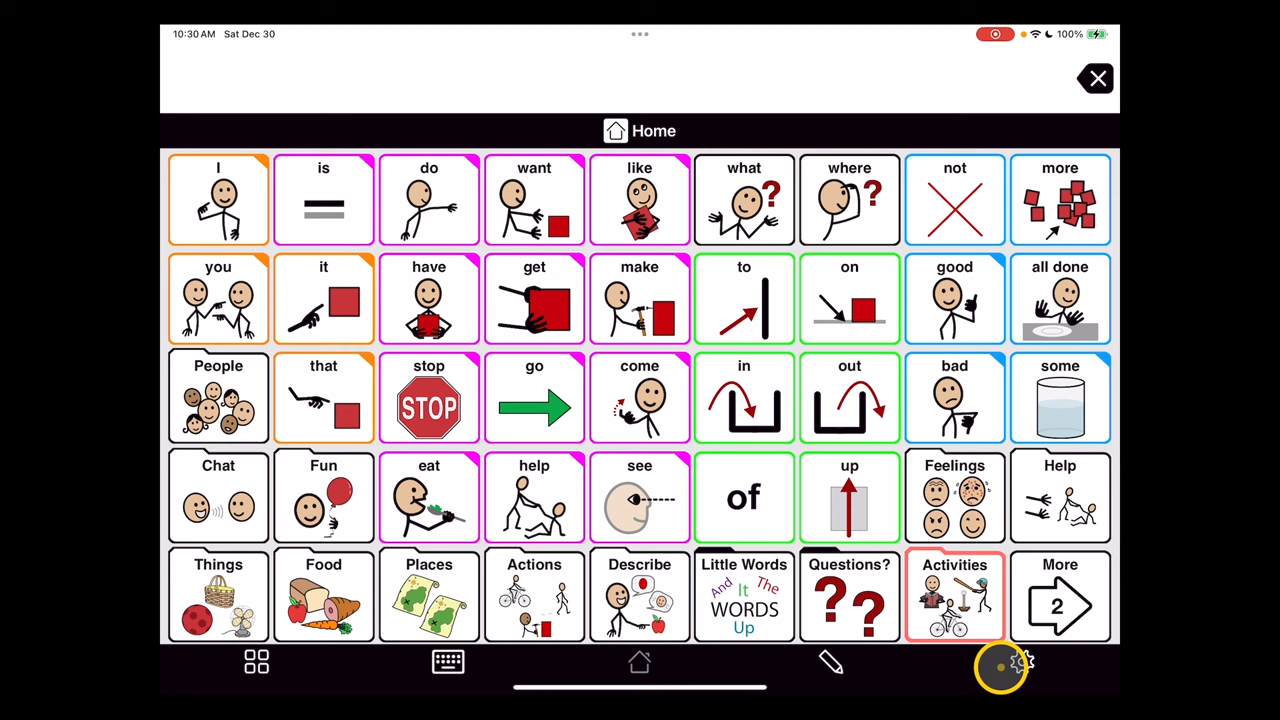 10:30 AM Sat Dec 30 100%
Home
I is do want like what where not more
you it have get make to on good all done
People that stop go come in out bad some
STOP
Chat Fun eat help see of up Feelings Help
Things Food Places Actions Describe Little Words Questions? Activities More
And It The
WORDS
Up
2